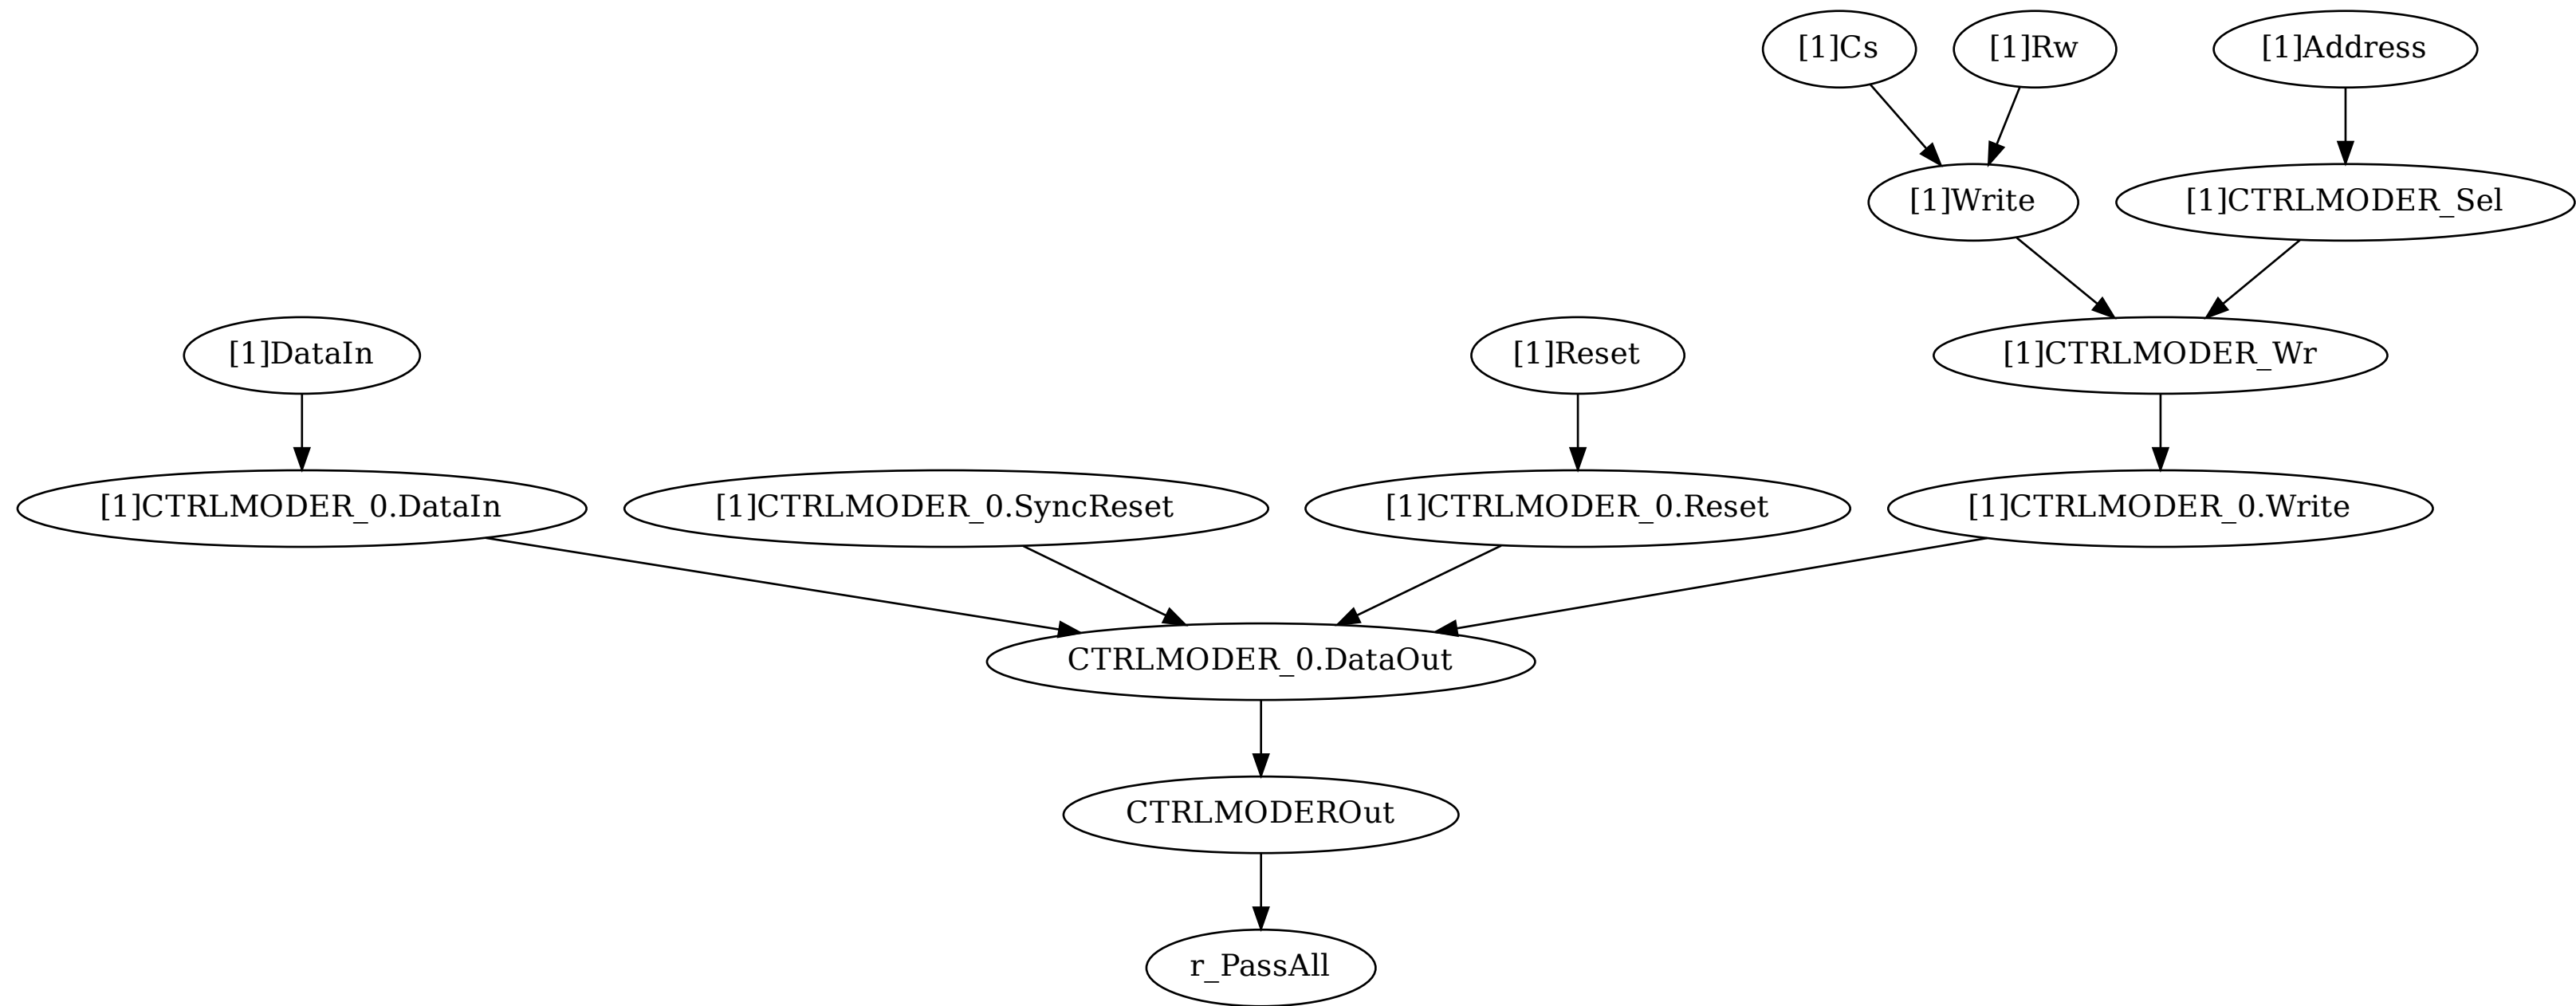 [1]Cs
[1]Rw
[1]Address
[1]Write
[1]CTRLMODER_Sel
[1]DataIn
[1]Reset
[1]CTRLMODER_Wr
[1]CTRLMODER_0.DataIn
[1]CTRLMODER_0.SyncReset
[1]CTRLMODER_0.Reset
[1]CTRLMODER_0.Write
CTRLMODER_0.DataOut
CTRLMODEROut
r_PassAll